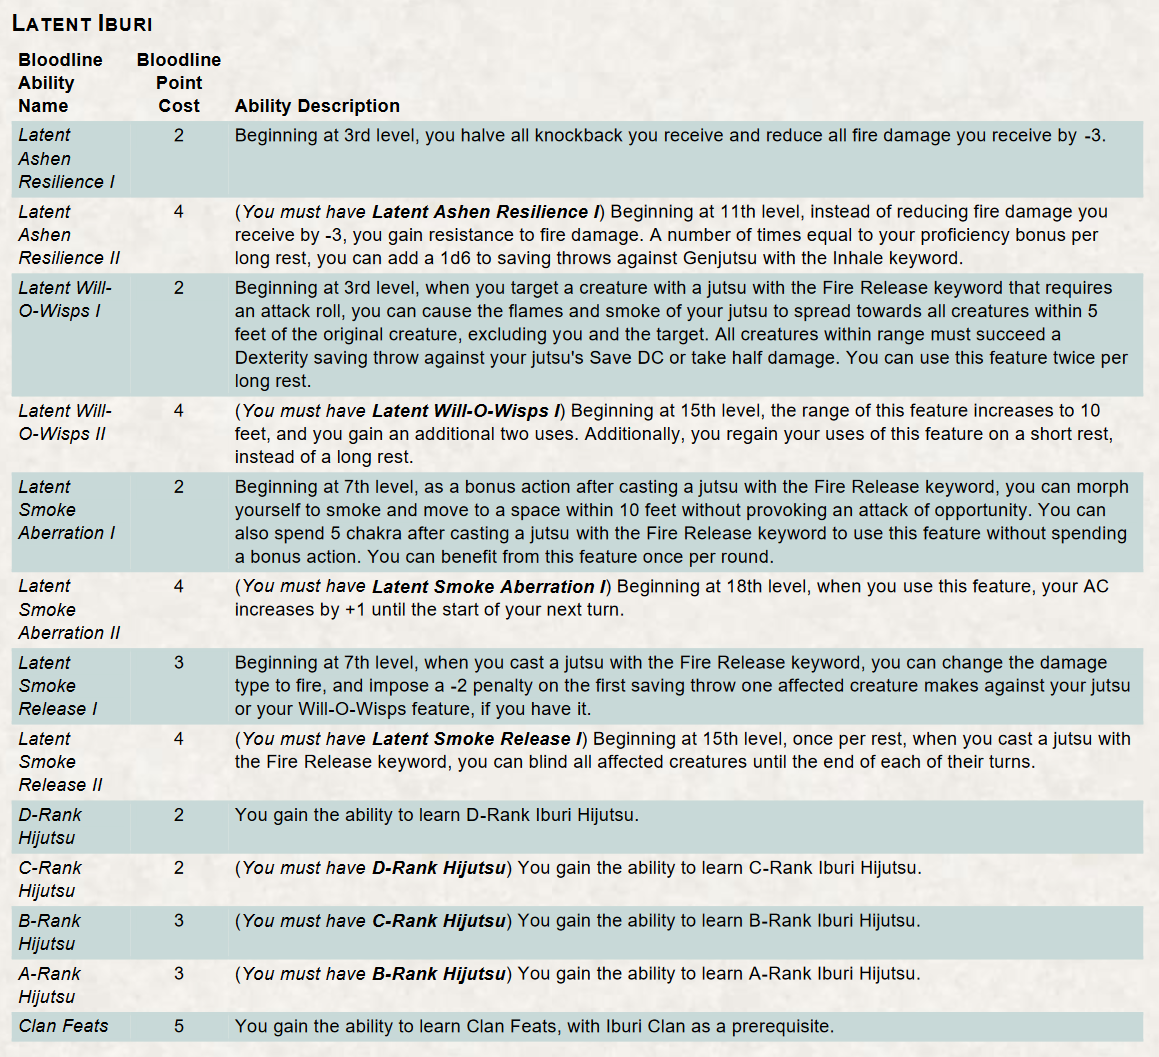 LATENT IBURI
Bloodline Ability Name
Bloodline Point Cost
Ability Description
Latent Ashen Resilience I
2
Beginning at 3rd level, you halve all knockback you receive and reduce all fire damage you receive by -3.
Latent Ashen Resilience II
4
(You must have Latent Ashen Resilience I) Beginning at 11th level, instead of reducing fire damage you
receive by -3, you gain resistance to fire damage. A number of times equal to your proficiency bonus per
long rest, you can add a 1d6 to saving throws against Genjutsu with the Inhale keyword.
Latent Will-O-Wisps I
2
Beginning at 3rd level, when you target a creature with a jutsu with the Fire Release keyword that requires
an attack roll, you can cause the flames and smoke of your jutsu to spread towards all creatures within 5
feet of the original creature, excluding you and the target. All creatures within range must succeed a
Dexterity saving throw against your jutsu's Save DC or take half damage. You can use this feature twice per
long rest.
Latent Will-O-Wisps II
4
(You must have Latent Will-O-Wisps I) Beginning at 15th level, the range of this feature increases to 10
feet, and you gain an additional two uses. Additionally, you regain your uses of this feature on a short rest,
instead of a long rest.
Latent Smoke Aberration I
2
Beginning at 7th level, as a bonus action after casting a jutsu with the Fire Release keyword, you can morph
yourself to smoke and move to a space within 10 feet without provoking an attack of opportunity. You can
also spend 5 chakra after casting a jutsu with the Fire Release keyword to use this feature without spending
a bonus action. You can benefit from this feature once per round.
Latent Smoke Aberration II
4
(You must have Latent Smoke Aberration I) Beginning at 18th level, when you use this feature, your AC
increases by +1 until the start of your next turn.
Latent Smoke Release I
3
Beginning at 7th level, when you cast a jutsu with the Fire Release keyword, you can change the damage
type to fire, and impose a -2 penalty on the first saving throw one affected creature makes against your jutsu
or your Will-O-Wisps feature, if you have it.
Latent Smoke Release II
4
(You must have Latent Smoke Release I) Beginning at 15th level, once per rest, when you cast a jutsu with
the Fire Release keyword, you can blind all affected creatures until the end of each of their turns.
D-Rank Hijutsu
2
You gain the ability to learn D-Rank Iburi Hijutsu.
C-Rank Hijutsu
2
(You must have D-Rank Hijutsu) You gain the ability to learn C-Rank Iburi Hijutsu.
B-Rank Hijutsu
3
(You must have C-Rank Hijutsu) You gain the ability to learn B-Rank Iburi Hijutsu.
A-Rank Hijutsu
3
(You must have B-Rank Hijutsu) You gain the ability to learn A-Rank Iburi Hijutsu.
Clan Feats
5
You gain the ability to learn Clan Feats, with Iburi Clan as a prerequisite.